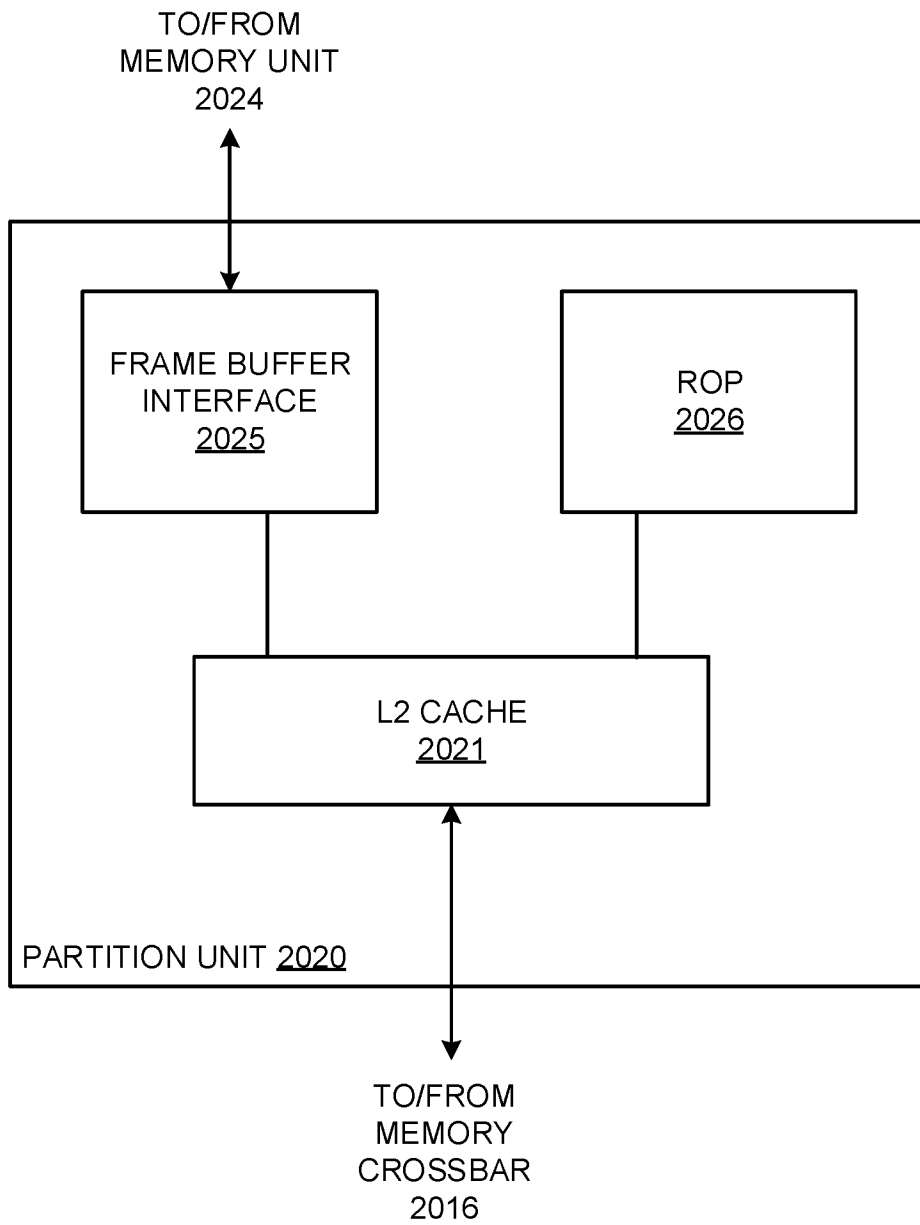 TO/FROM
MEMORY UNIT
2024
FRAME BUFFER
INTERFACE
2025
ROP
2026
L2 CACHE
2021
PARTITION UNIT 2020
TO/FROM
MEMORY
CROSSBAR
2016